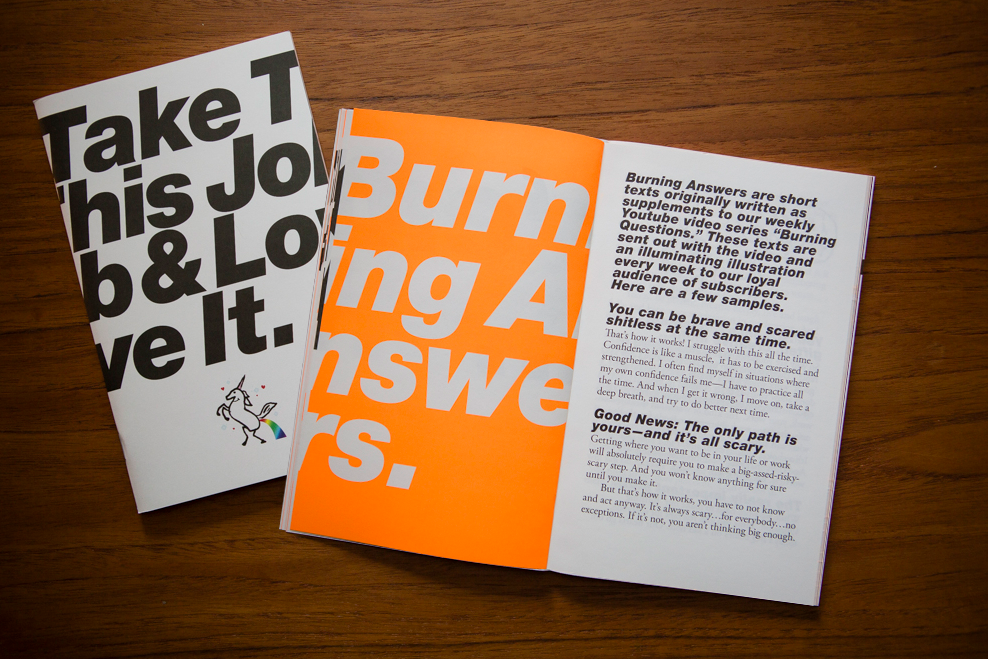 Take T
this Jo
b & Lo
ve It.
Burn
ing A
nswe
rs.
Burning Answers are short
texts originally written as
supplements to our weekly
Youtube video series “Burning
Questions.” These texts are
sent out with the video and
an illuminating illustration
every week to our loyal
audience of subscribers.
Here are a few samples.
You can be brave and scared
shitless at the same time.
That's how it works! I struggle with this all the time.
Confidence is like a muscle, it has to be exercised and
strengthened. I often find myself in situations where
my own confidence fails me—I have to practice all
the time. And when I get it wrong, I move on, take a
deep breath, and try to do better next time.
Good News: The only path is
yours—and it's all scary.
Getting where you want to be in your life or work
will absolutely require you to make a big-assed-risky-
scary step. And you won't know anything for sure
until you make it.
But that's how it works, you have to not know
and act anyway. It's always scary…for everybody…no
exceptions. If it's not, you aren't thinking big enough.